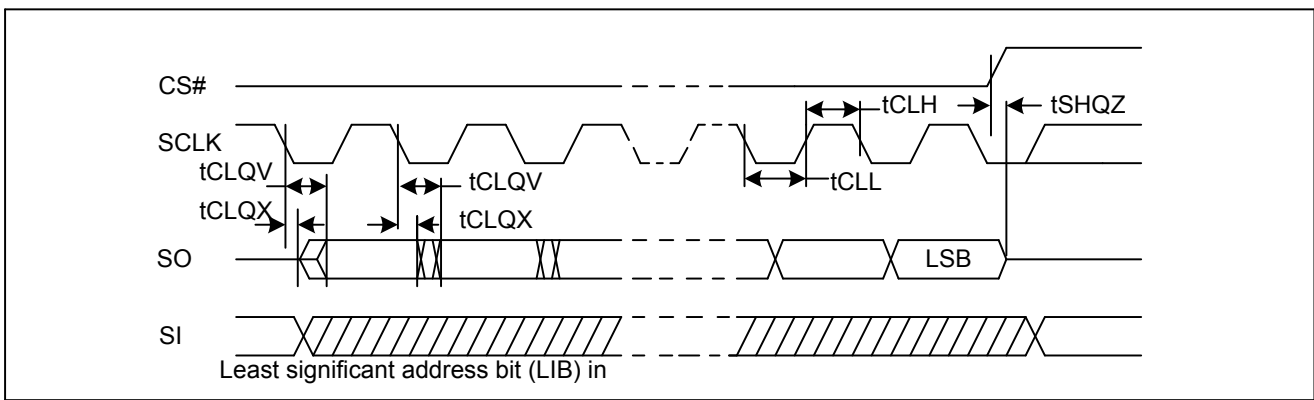 CS#
tCLH
tSHQZ
SCLK
tCLQV
tCLQV
tCLL
tCLQX
tCLQX
SO
LSB
SI
Least significant address bit (LIB) in